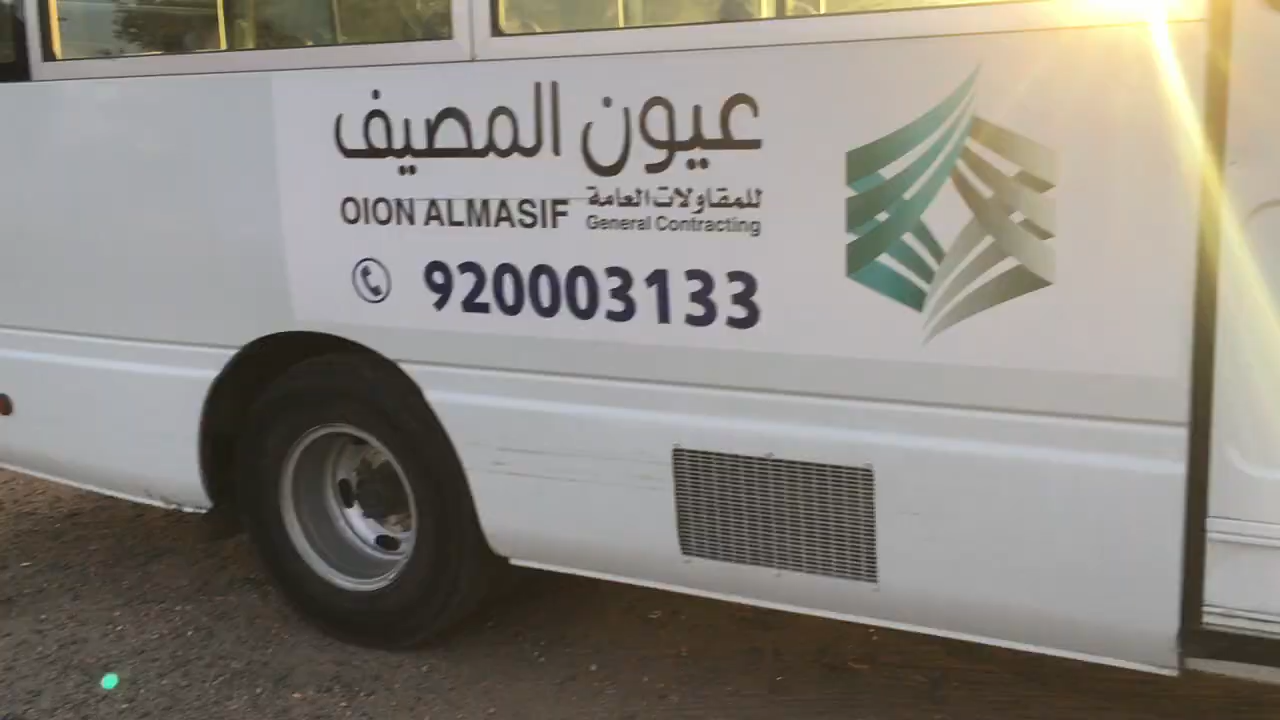 عيون المصيف
للمقاولات العامة
OION ALMASIF General Contracting
920003133